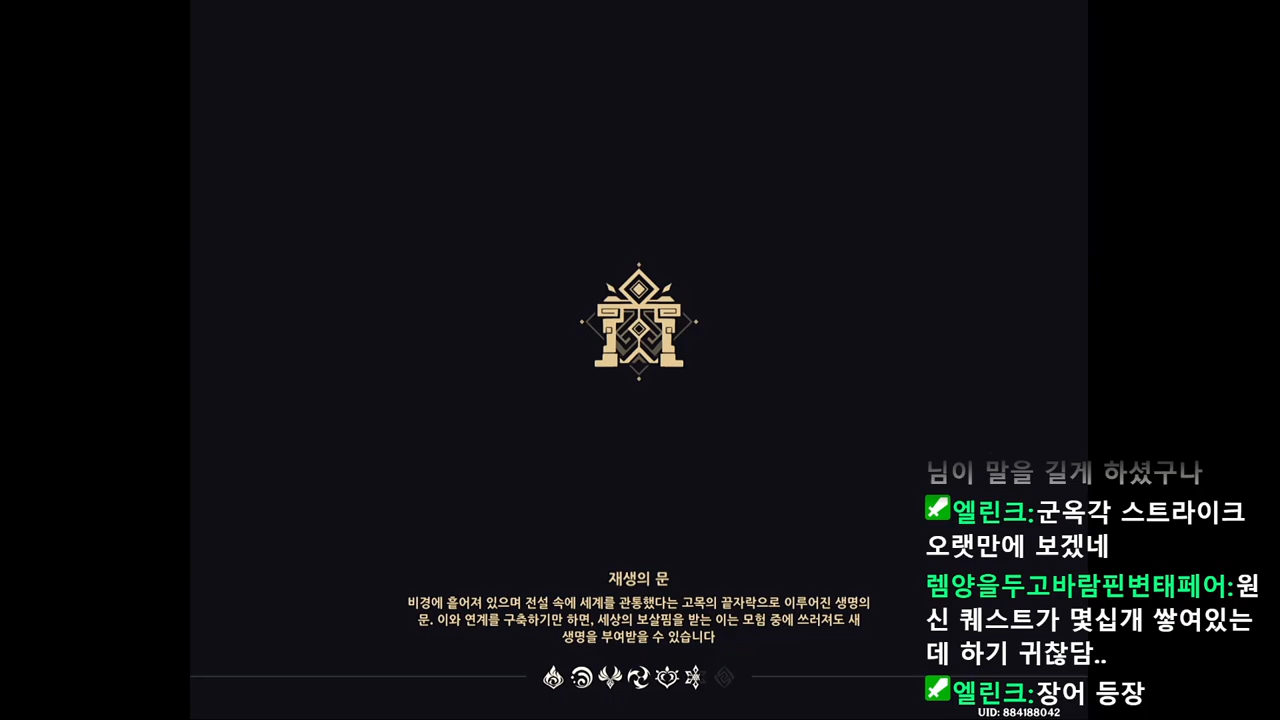 님이 말을 길게 하셨구나
엘린크:군옥각 스트라이크
오랫만에 보겠네
렘양을두고바람핀변태페어:원
신 퀘스트가 몇십개 쌓여있는
데 하기 귀찮담..
엘린크:장어 등장
재생의 문
비경에 흩어져 있으며 전설 속에 세계를 관통했다는 고목의 끝자락으로 이루어진 생명의
문. 이와 연계를 구축하기만 하면, 세상의 보살핌을 받는 이는 모험 중에 쓰러져도 새
생명을 부여받을 수 있습니다
UID: 884188042